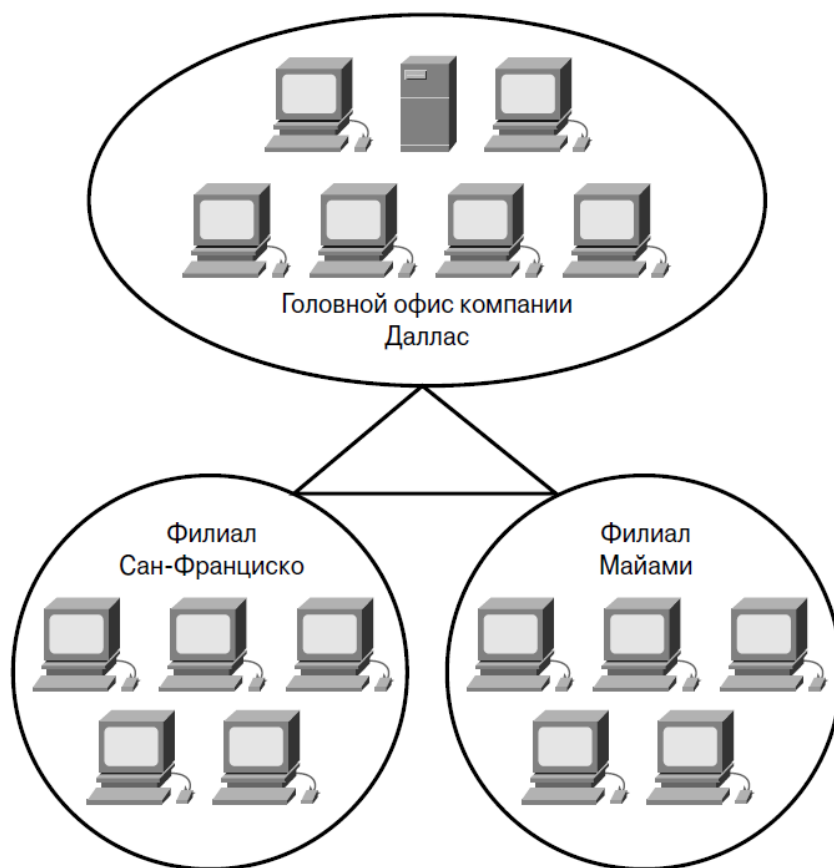 Головной офис компании
Даллас
Филиал
Сан-Франциско
Филиал
Майами